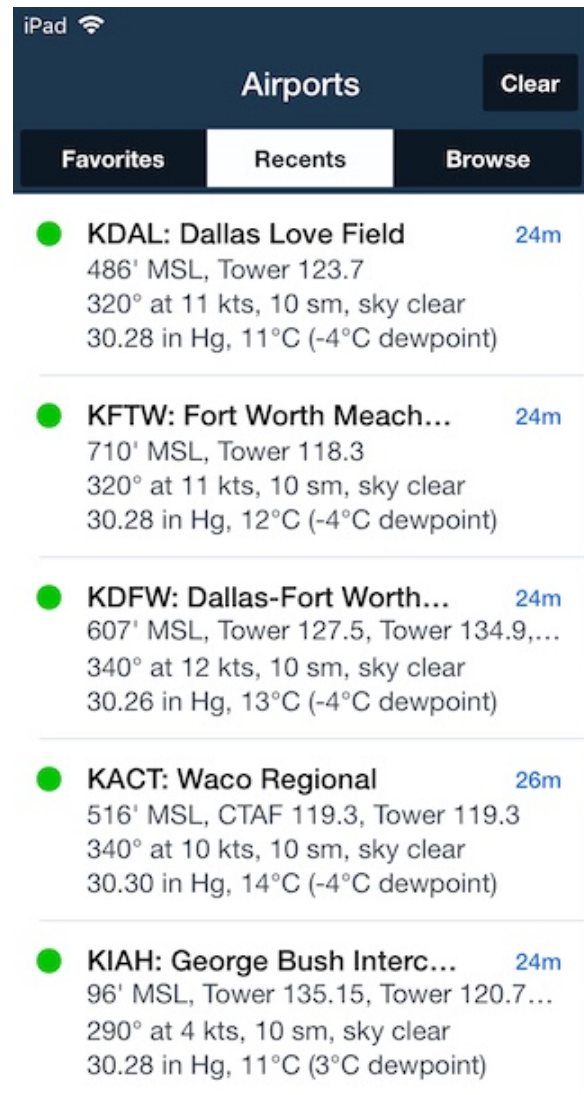 iPad
Airports
Clear
Favorites
Recents
Browse
KDAL: Dallas Love Field 24m
486' MSL, Tower 123.7
320° at 11 kts, 10 sm, sky clear
30.28 in Hg, 11°C (-4°C dewpoint)
KFTW: Fort Worth Meach... 24m
710' MSL, Tower 118.3
320° at 11 kts, 10 sm, sky clear
30.28 in Hg, 12°C (-4°C dewpoint)
KDFW: Dallas-Fort Worth... 24m
607' MSL, Tower 127.5, Tower 134.9,...
340° at 12 kts, 10 sm, sky clear
30.26 in Hg, 13°C (-4°C dewpoint)
KACT: Waco Regional 26m
516' MSL, CTAF 119.3, Tower 119.3
340° at 10 kts, 10 sm, sky clear
30.30 in Hg, 14°C (-4°C dewpoint)
KIAH: George Bush Interc... 24m
96' MSL, Tower 135.15, Tower 120.7...
290° at 4 kts, 10 sm, sky clear
30.28 in Hg, 11°C (3°C dewpoint)